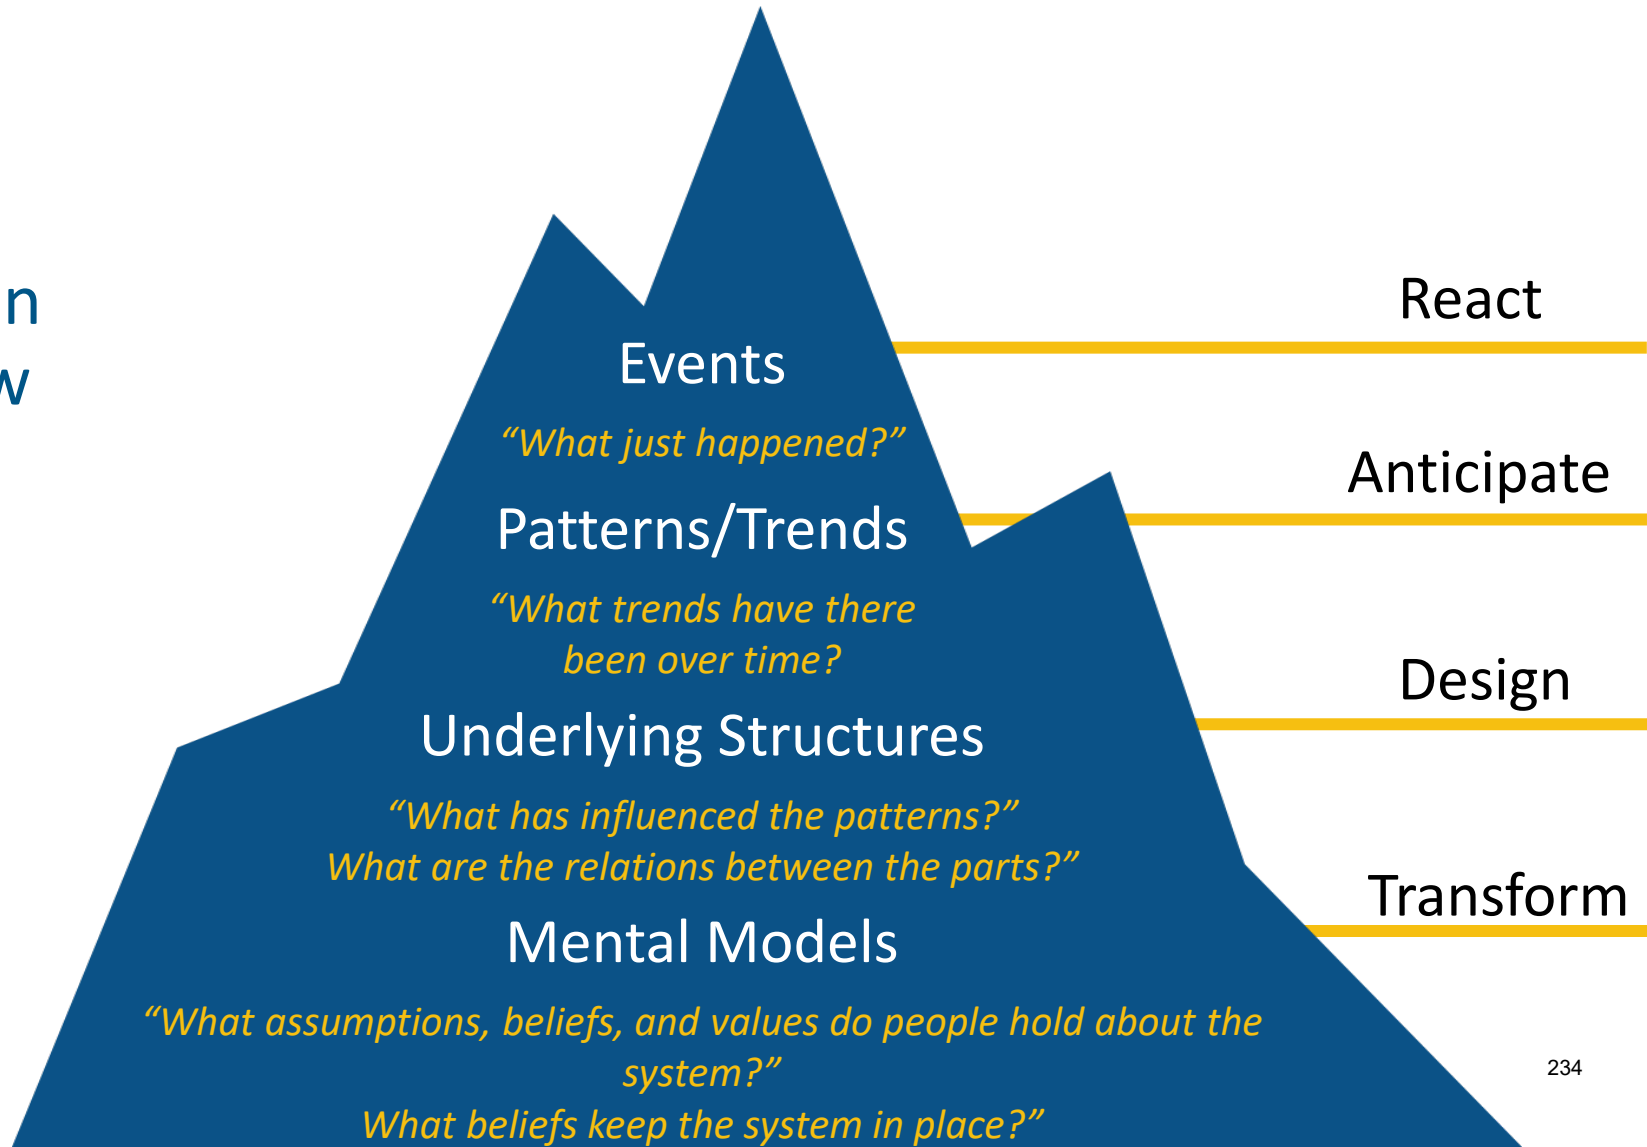 n
w
Events
“What just happened?”
Patterns/Trends
“What trends have there
been over time?
Underlying Structures
“What has influenced the patterns?”
What are the relations between the parts?”
Mental Models
“What assumptions, beliefs, and values do people hold about the
system?”
What beliefs keep the system in place?”
React
Anticipate
Design
Transform
234